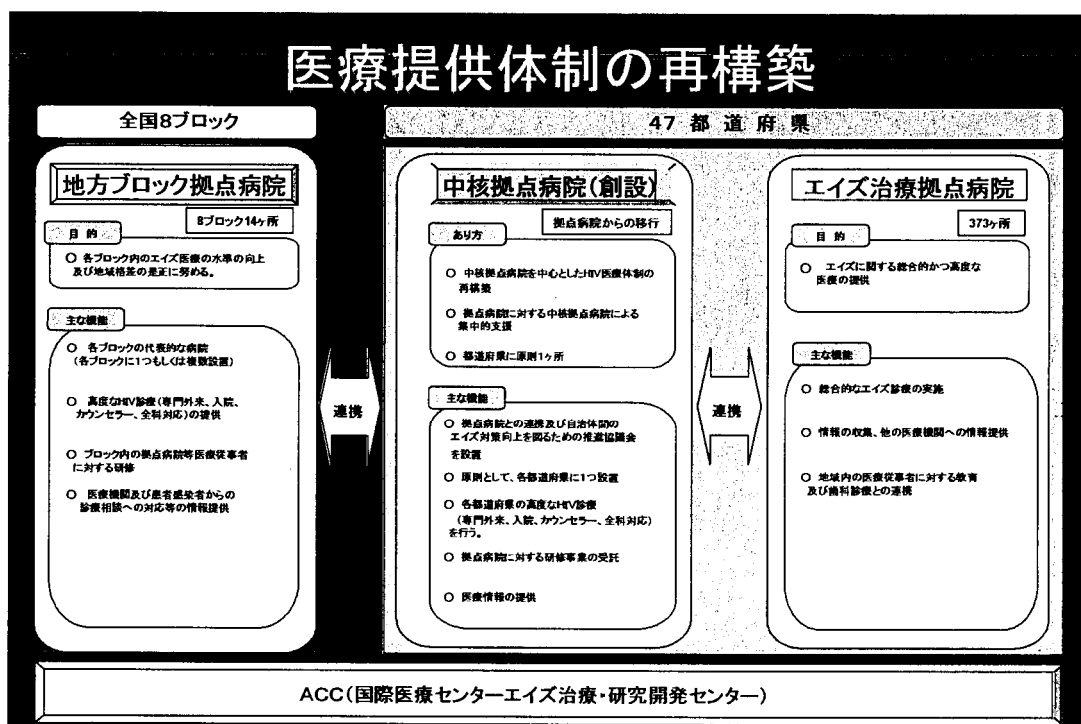 医療提供体制の再構築
全国8ブロック
地方ブロック拠点病院
8ブロック14ヶ所
目的
○ 各ブロック内のエイズ医療の水準の向上
及び地域格差の是正に努める。
主な機能
○ 各ブロックの代表的な病院
(各ブロックに1つもしくは複数設置)
○ 高度なHIV診療(専門外来、入院、
カウンセラー、全科対応)の提供
○ ブロック内の拠点病院等医療従事者
に対する研修
○ 医療機関及び患者感染者からの
診療相談への対応等の情報提供
連携
47都道府県
中核拠点病院(創設)
拠点病院からの移行
あり方
○ 中核拠点病院を中心としたHIV医療体制の
再構築
○ 拠点病院に対する中核拠点病院による
集中的支援
○ 都道府県に原則1ヶ所
主な機能
○ 拠点病院との連携及び自治体間の
エイズ対策向上を図るための推進協議会
を設置
○ 原則として、各都道府県に1つ設置
○ 各都道府県の高度なHIV診療
(専門外来、入院、カウンセラー、全科対応)
を行う。
○ 拠点病院に対する研修事業の受託
○ 医療情報の提供
連携
エイズ治療拠点病院
373ヶ所
目的
○ エイズに関する総合的かつ高度な
医療の提供
主な機能
○ 総合的なエイズ診療の実施
○ 情報の収集、他の医療機関への情報提供
○ 地域内の医療従事者に対する教育
及び歯科診療との連携
ACC(国際医療センターエイズ治療・研究開発センター)